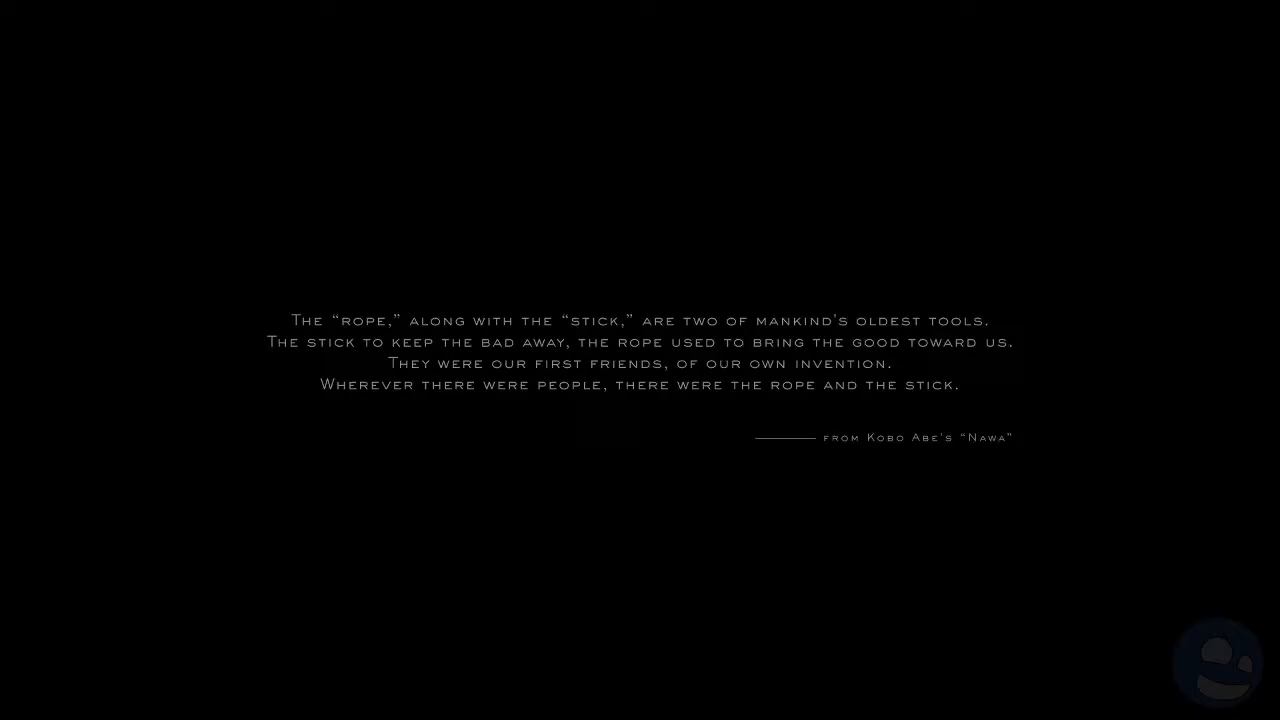 The “rope,” along with the “stick,” are two of mankind's oldest tools.
The stick to keep the bad away, the rope used to bring the good toward us.
They were our first friends, of our own invention.
Wherever there were people, there were the rope and the stick.
——— from Kobo Abe's “Nawa”